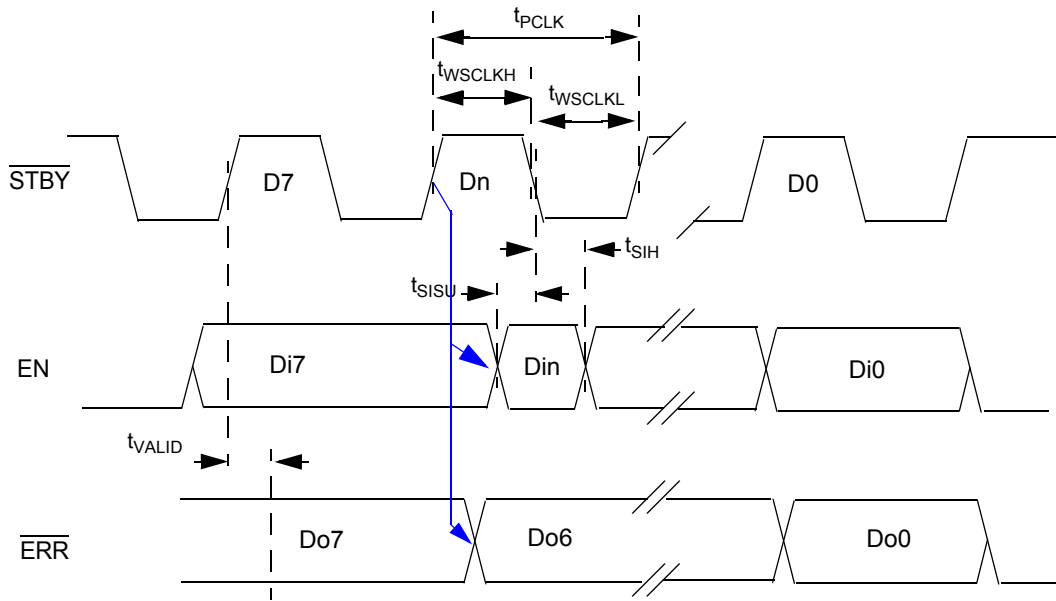 tPCLK
tWSCLKH
tWSCLKL
STBY
D7
Dn
D0
tSIH
tSISU
EN
Di7
Din
Di0
tVALID
ERR
Do7
Do6
Do0